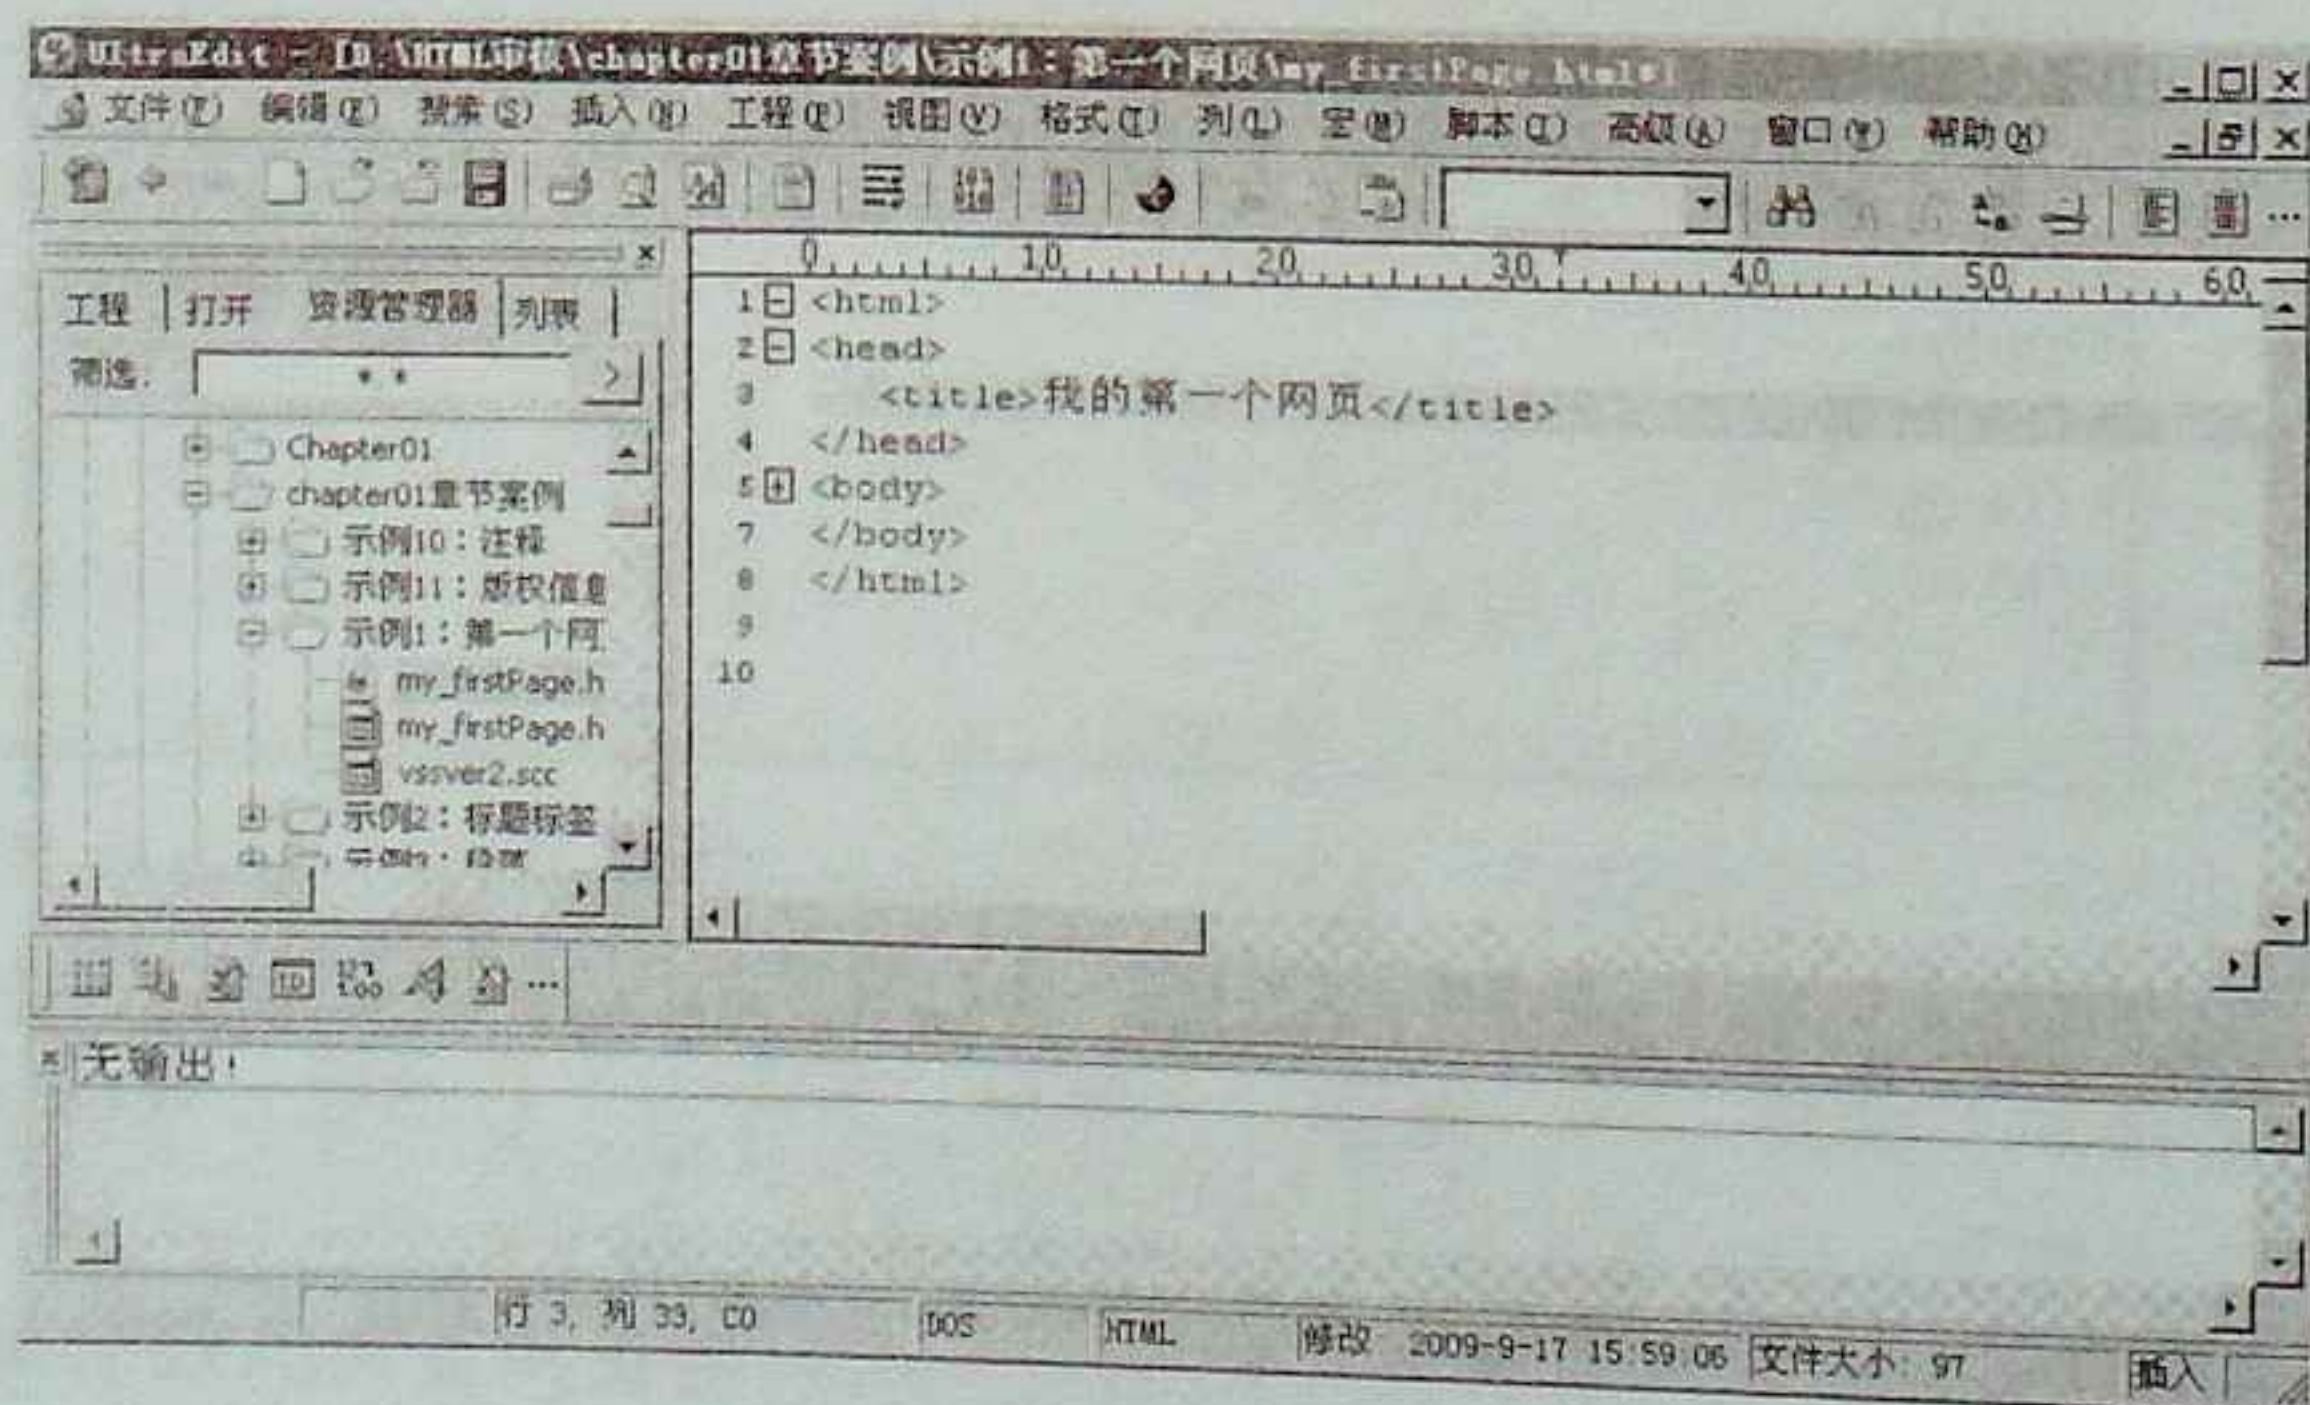 UltraEdit - [D:\HTML审核\chapter01章节案例\示例1：第一个网页\my_firstPage.html*]
文件(F) 编辑(E) 搜索(S) 插入(N) 工程(P) 视图(V) 格式(T) 列(L) 宏(M) 脚本(I) 高级(A) 窗口(W) 帮助(H)
工程 打开 资源管理器 列表
筛选:
Chapter01
chapter01章节案例
示例10：注释
示例11：版权信息
示例1：第一个网
my_firstPage.h
my_firstPage.h
vssver2.scc
示例2：标题标签
0 10 20 30 40 50 60
1 <html>
2 <head>
3 <title>我的第一个网页</title>
4 </head>
5 <body>
7 </body>
8 </html>
9
10
无输出!
行 3, 列 33, C0 DOS HTML 修改 2009-9-17 15:59:06 文件大小: 97 插入